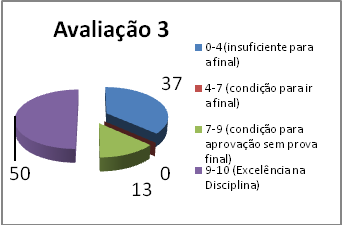 Avaliação 3
0-4 (insuficiente para
a final)
4-7 (condição para ir
a final)
7-9 (condição para
aprovação sem prova
final)
9-10 (Excelência na
Disciplina)
37
0
13
50